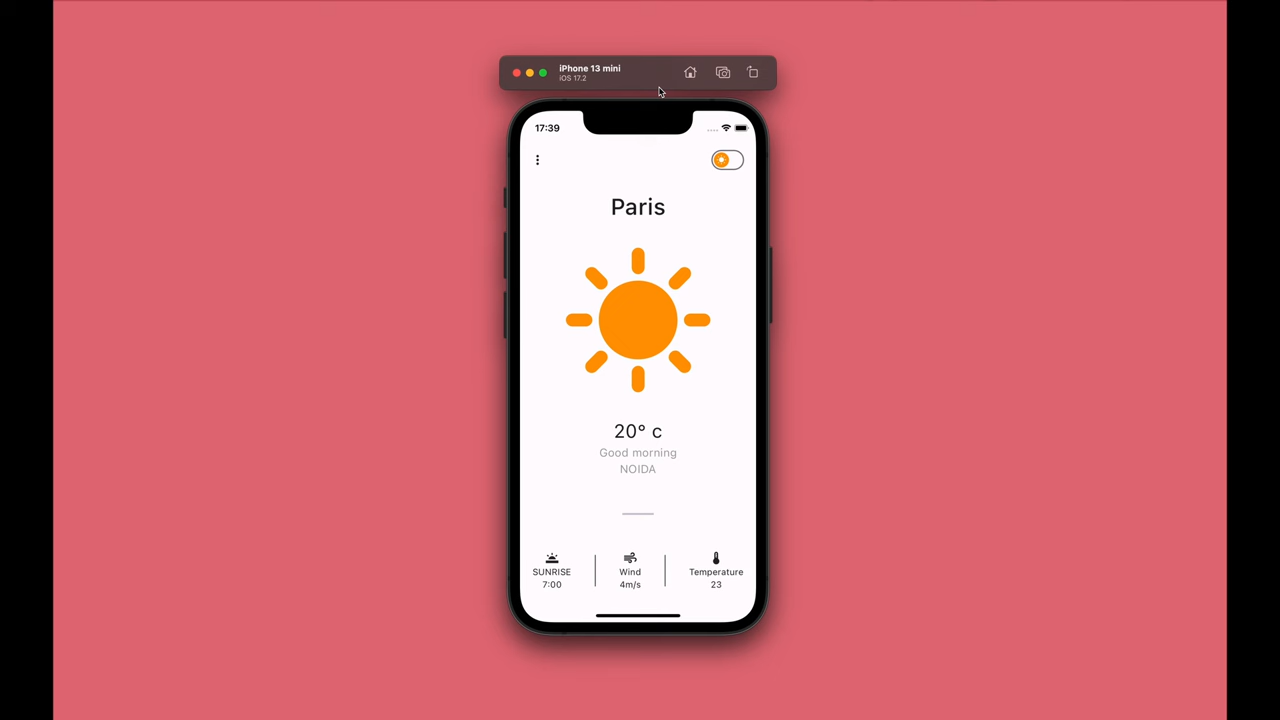 iPhone 13 mini
iOS 17.2
17:39
Paris
20° c
Good morning
NOIDA
SUNRISE
7:00
Wind
4m/s
Temperature
23